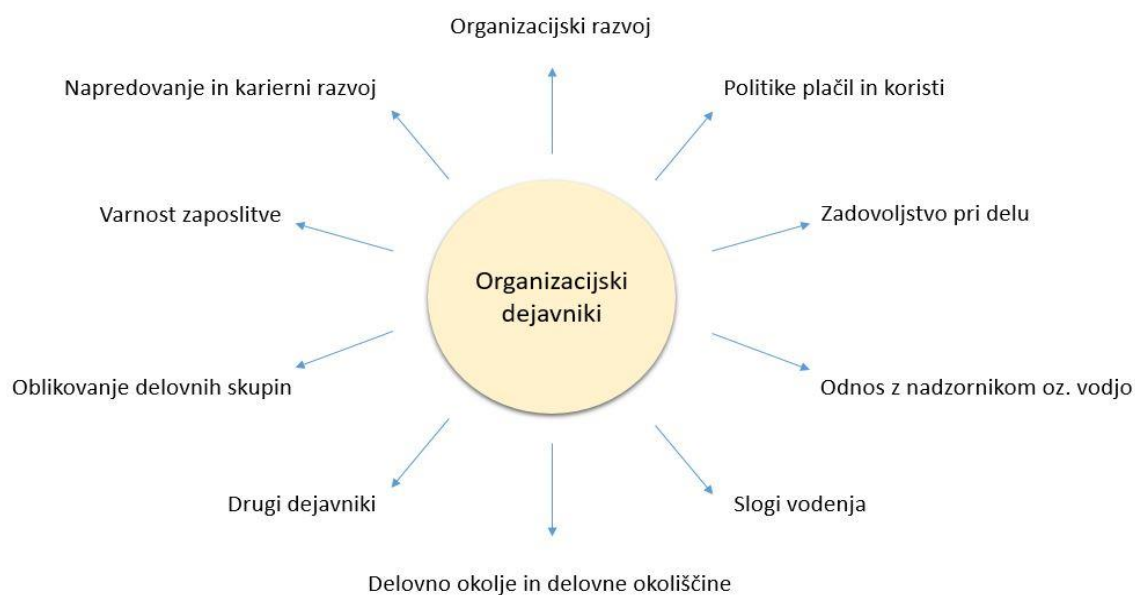 Organizacijski razvoj
Napredovanje in karierni razvoj
Politike plačil in koristi
Varnost zaposlitve
Zadovoljstvo pri delu
Organizacijski
dejavniki
Oblikovanje delovnih skupin
Odnos z nadzornikom oz. vodjo
Drugi dejavniki
Slogi vodenja
Delovno okolje in delovne okoliščine